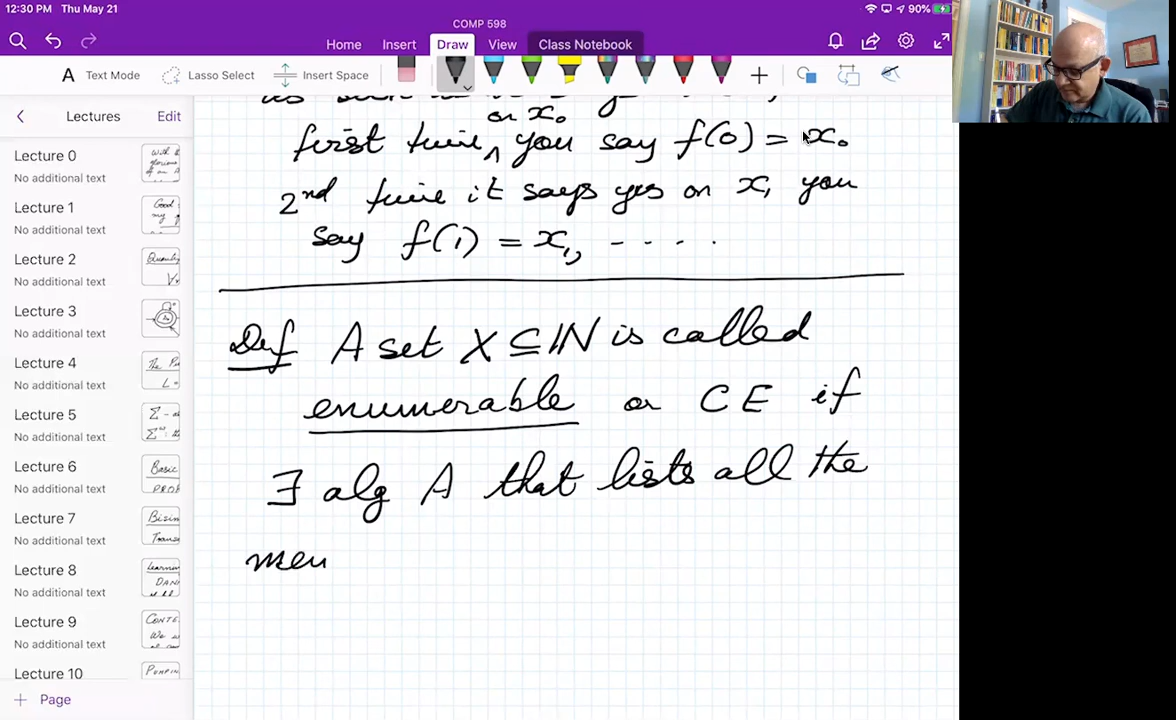 12:30 PM Thu May 21
90%
COMP 598
Home Insert Draw View Class Notebook
A Text Mode Lasso Select Insert Space
Lectures Edit
Lecture 0
No additional text
Lecture 1
No additional text
Lecture 2
No additional text
Lecture 3
No additional text
Lecture 4
No additional text
Lecture 5
No additional text
Lecture 6
No additional text
Lecture 7
No additional text
Lecture 8
No additional text
Lecture 9
No additional text
Lecture 10
Page
on x₀
first time ^ you say f(0) = x₀
2nd time it says yes on x₁ you
say f(1) = x₁, - - - - .
Def A set X ⊆ ℕ is called
enumerable or CE if
∃ alg A that lists all the
mem